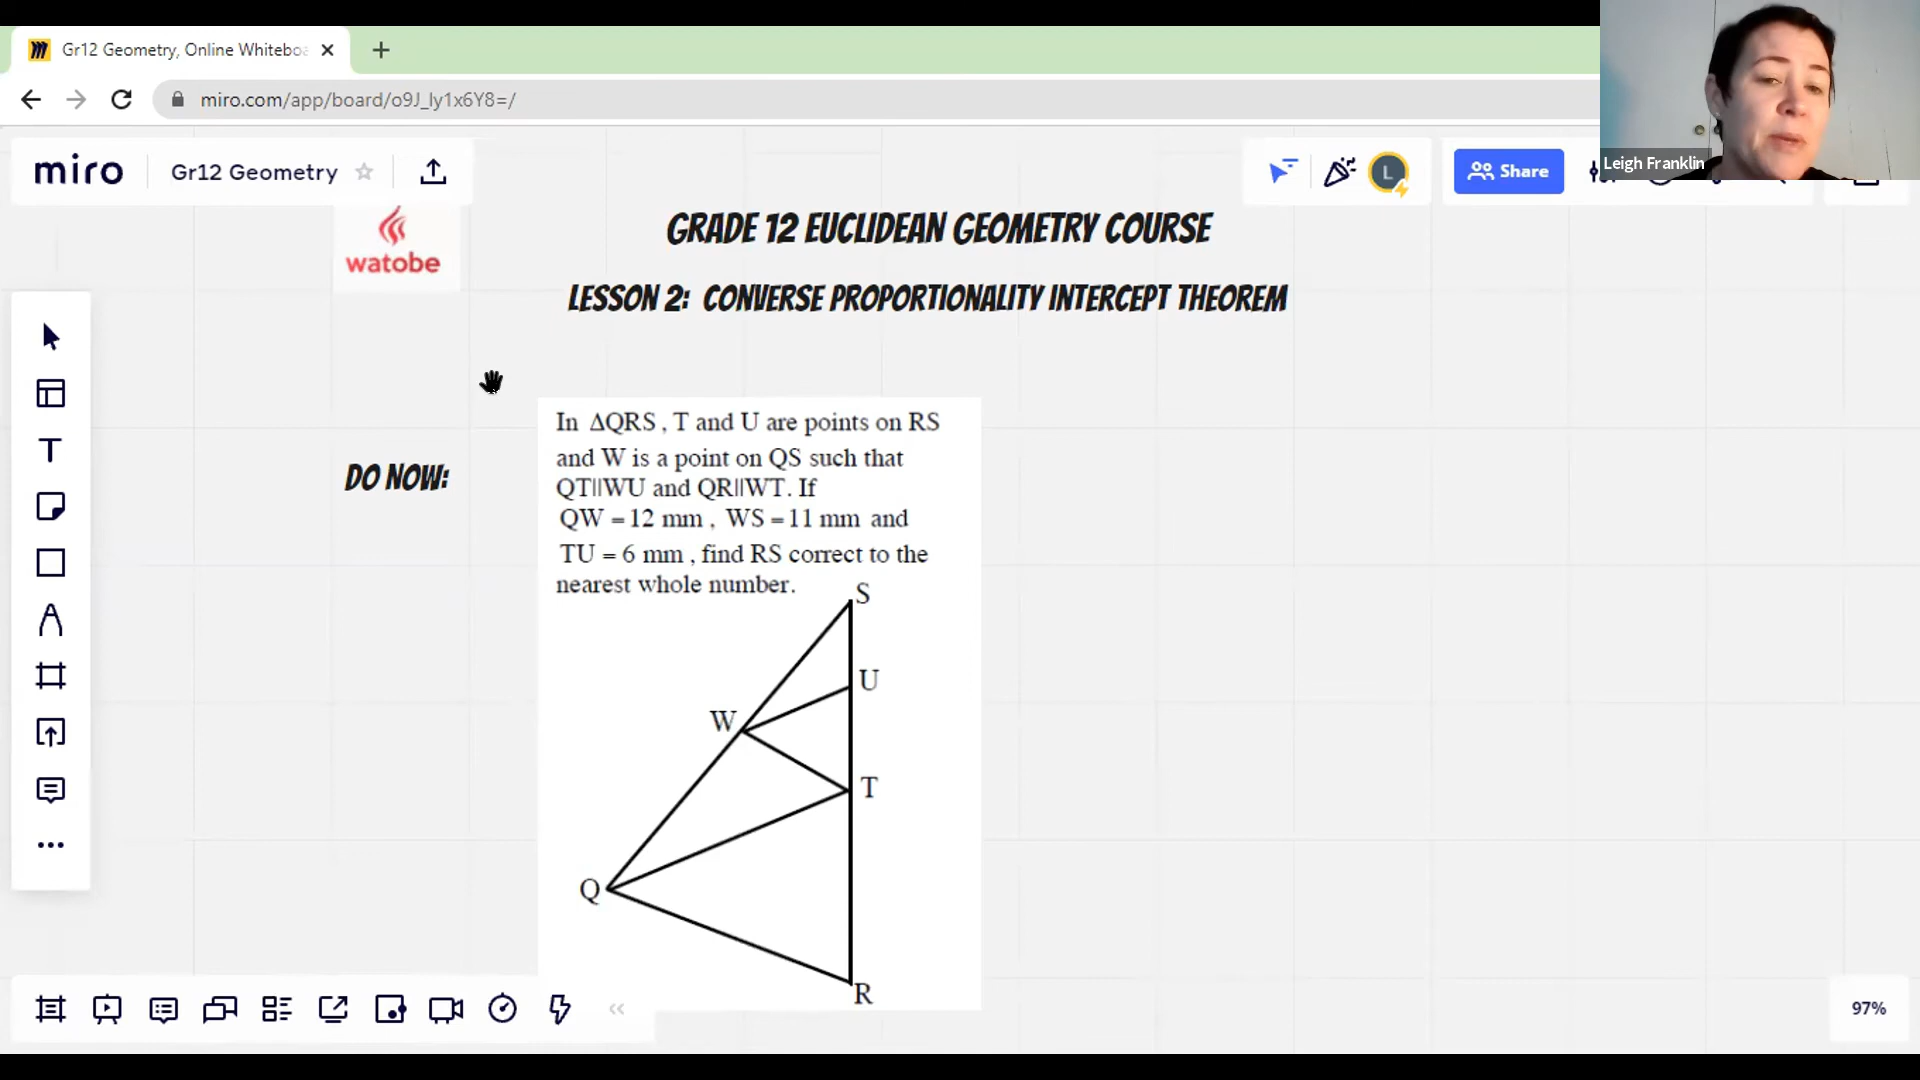 Gr12 Geometry, Online Whitebo
miro.com/app/board/o9J_ly1x6Y8=/
miro
Gr12 Geometry
L
Share
Leigh Franklin
watobe
GRADE 12 EUCLIDEAN GEOMETRY COURSE
LESSON 2: CONVERSE PROPORTIONALITY INTERCEPT THEOREM
DO NOW:
In ΔQRS , T and U are points on RS
and W is a point on QS such that
QT||WU and QR||WT. If
QW = 12 mm , WS = 11 mm and
TU = 6 mm , find RS correct to the
nearest whole number.
S
U
W
T
Q
R
97%